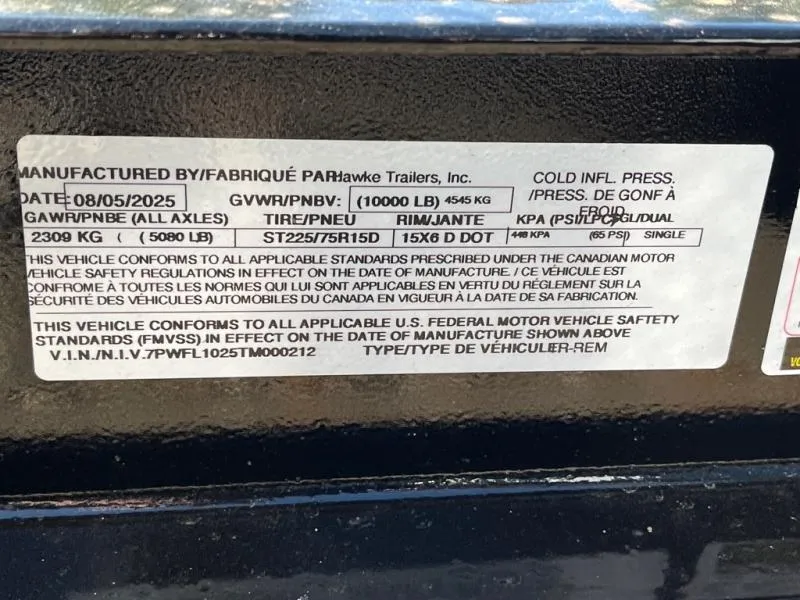 MANUFACTURED BY/FABRIQUÉ PAR: Hawke Trailers, Inc.
COLD INFL. PRESS.
/PRESS. DE GONF À
FROID
DATE: 08/05/2025 GVWR/PNBV: (10000 LB) 4545 KG
GAWR/PNBE (ALL AXLES) TIRE/PNEU RIM/JANTE KPA (PSI/LPC) SGL/DUAL
2309 KG ( ( 5080 LB) ST225/75R15D 15X6 D DOT 448 KPA (65 PSI) SINGLE
THIS VEHICLE CONFORMS TO ALL APPLICABLE STANDARDS PRESCRIBED UNDER THE CANADIAN MOTOR
VEHICLE SAFETY REGULATIONS IN EFFECT ON THE DATE OF MANUFACTURE. / CE VÉHICULE EST
CONFROME À TOUTES LES NORMES QUI LUI SONT APPLICABLES EN VERTU DU RÉGLEMENT SUR LA
SÉCURITÉ DES VÉHICULES AUTOMOBILES DU CANADA EN VIGUEUR À LA DATE DE SA FABRICATION.
THIS VEHICLE CONFORMS TO ALL APPLICABLE U.S. FEDERAL MOTOR VEHICLE SAFETY
STANDARDS (FMVSS) IN EFFECT ON THE DATE OF MANUFACTURE SHOWN ABOVE
V.I.N./N.I.V.7PWFL1025TM000212 TYPE/TYPE DE VÉHICULE:R-REM